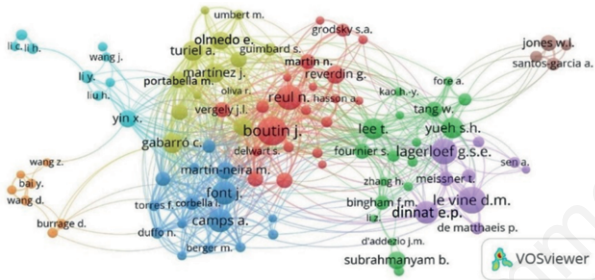 umbert m.
grodsky s.a.
olmedo e.
li c. li h.
turiel a.
guimbard s.
jones w.l.
wang j.
martin n.
santos-garcia a.
martinez j.
reverdin g.
li y.
portabella m.
fore a.
oliva r.
kao h.-y.
liu h.
reul n.
hasson a.
vergely j.l.
tang w.
yin x.
boutin j.
lee t.
yueh s.h.
gabarró c.
delwart s.
fournier s.
lagerloef g.s.e.
wang z.
martin-neira m.
sen a.
bai y.
zhang h.
meissner t.
font j.
wang d.
torres f.
corbella i.
bingham f.m.
le vine d.m.
li z.
dinnat e.p.
burrage d.
camps a.
duffo n.
de matthaeis p.
d'addezio j.m.
berger m.
subrahmanyam b.
VOSviewer